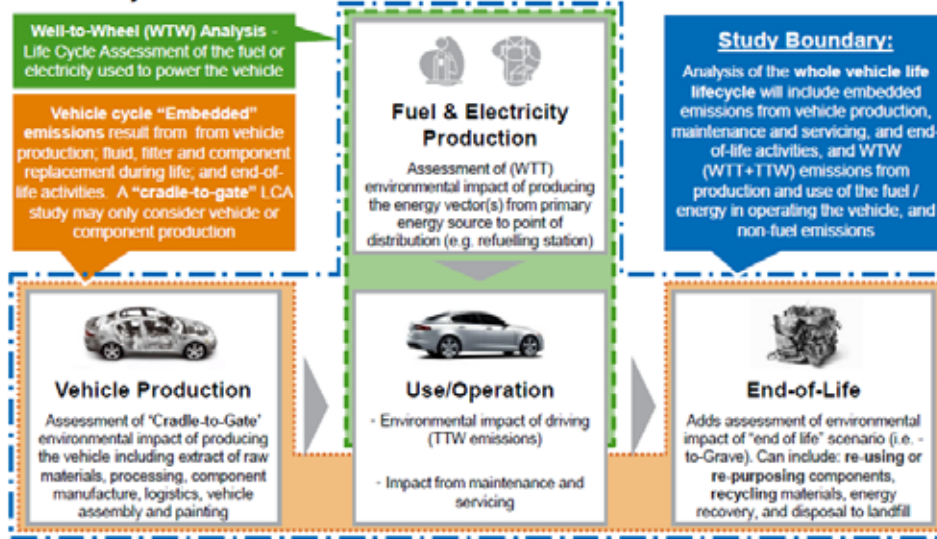 Well-to-Wheel (WTW) Analysis -
Life Cycle Assessment of the fuel or
electricity used to power the vehicle
Vehicle cycle “Embedded”
emissions result from from vehicle
production; fluid, filter and component
replacement during life; and end-of-
life activities. A “cradle-to-gate” LCA
study may only consider vehicle or
component production
Fuel & Electricity
Production
Assessment of (WTT)
environmental impact of producing
the energy vector(s) from primary
energy source to point of
distribution (e.g. refuelling station)
Study Boundary:
Analysis of the whole vehicle life
lifecycle will include embedded
emissions from vehicle production,
maintenance and servicing, and end-
of-life activities, and WTW
(WTT+TTW) emissions from
production and use of the fuel /
energy in operating the vehicle, and
non-fuel emissions
Vehicle Production
Assessment of “Cradle-to-Gate”
environmental impact of producing
the vehicle including extract of raw
materials, processing, component
manufacture, logistics, vehicle
assembly and painting
Use/Operation
- Environmental impact of driving
(TTW emissions)
- Impact from maintenance and
servicing
End-of-Life
Adds assessment of environmental
impact of “end of life” scenario (i.e. -
to-Grave). Can include: re-using or
re-purposing components,
recycling materials, energy
recovery, and disposal to landfill